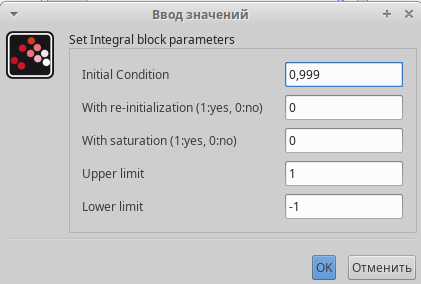 Ввод значений
Set Integral block parameters
Initial Condition 0,999
With re-initialization (1:yes, 0:no) 0
With saturation (1:yes, 0:no) 0
Upper limit 1
Lower limit -1
OK Отменить